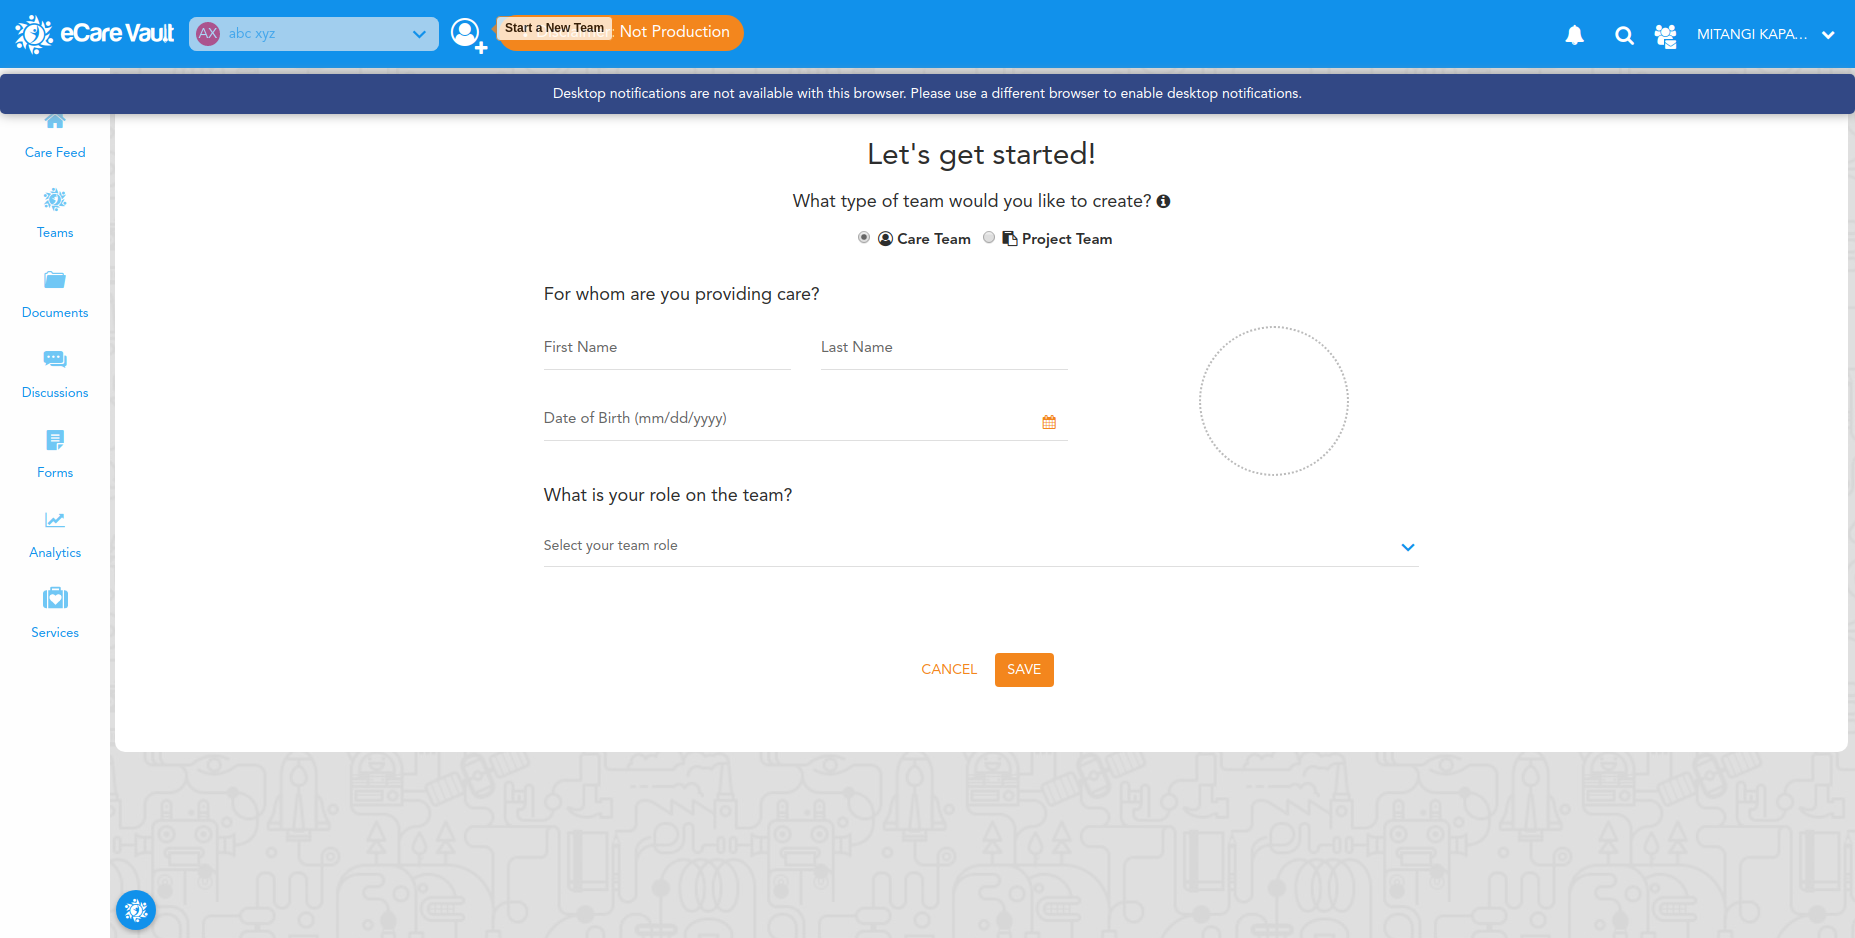 eCare Vault
AX abc xyz
Start a New Team
Not Production
MITANGI KAPA...
Desktop notifications are not available with this browser. Please use a different browser to enable desktop notifications.
Care Feed
Teams
Documents
Discussions
Forms
Analytics
Services
Let's get started!
What type of team would you like to create?
Care Team Project Team
For whom are you providing care?
First Name Last Name
Date of Birth (mm/dd/yyyy)
What is your role on the team?
Select your team role
CANCEL SAVE